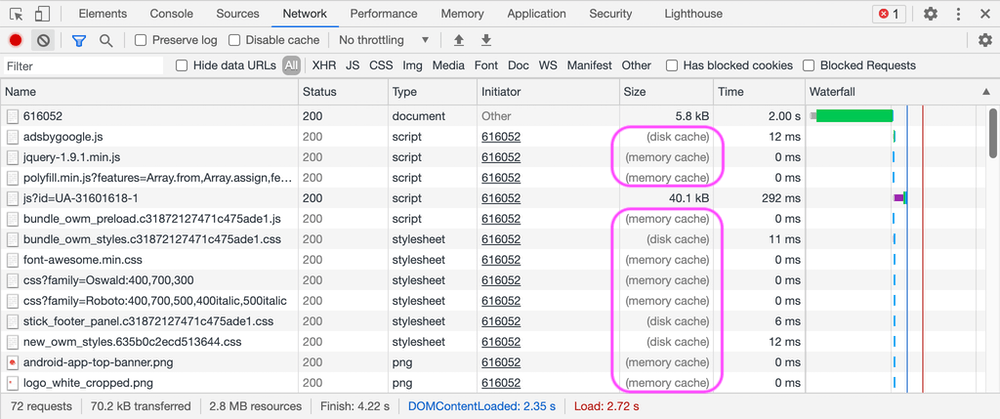 Elements Console Sources Network Performance Memory Application Security Lighthouse 1
Preserve log Disable cache No throttling
Filter Hide data URLs All XHR JS CSS Img Media Font Doc WS Manifest Other Has blocked cookies Blocked Requests
Name Status Type Initiator Size Time Waterfall
616052 200 document Other 5.8 kB 2.00 s
adsbygoogle.js 200 script 616052 (disk cache) 12 ms
jquery-1.9.1.min.js 200 script 616052 (memory cache) 0 ms
polyfill.min.js?features=Array.from,Array.assign,fe… 200 script 616052 (memory cache) 0 ms
js?id=UA-31601618-1 200 script 616052 40.1 kB 292 ms
bundle_owm_preload.c31872127471c475ade1.js 200 script 616052 (memory cache) 0 ms
bundle_owm_styles.c31872127471c475ade1.css 200 stylesheet 616052 (disk cache) 11 ms
font-awesome.min.css 200 stylesheet 616052 (memory cache) 0 ms
css?family=Oswald:400,700,300 200 stylesheet 616052 (memory cache) 0 ms
css?family=Roboto:400,700,500,400italic,500italic 200 stylesheet 616052 (memory cache) 0 ms
stick_footer_panel.c31872127471c475ade1.css 200 stylesheet 616052 (disk cache) 6 ms
new_owm_styles.635b0c2ecd513644.css 200 stylesheet 616052 (disk cache) 12 ms
android-app-top-banner.png 200 png 616052 (memory cache) 0 ms
logo_white_cropped.png 200 png 616052 (memory cache) 0 ms
72 requests 70.2 kB transferred 2.8 MB resources Finish: 4.22 s DOMContentLoaded: 2.35 s Load: 2.72 s